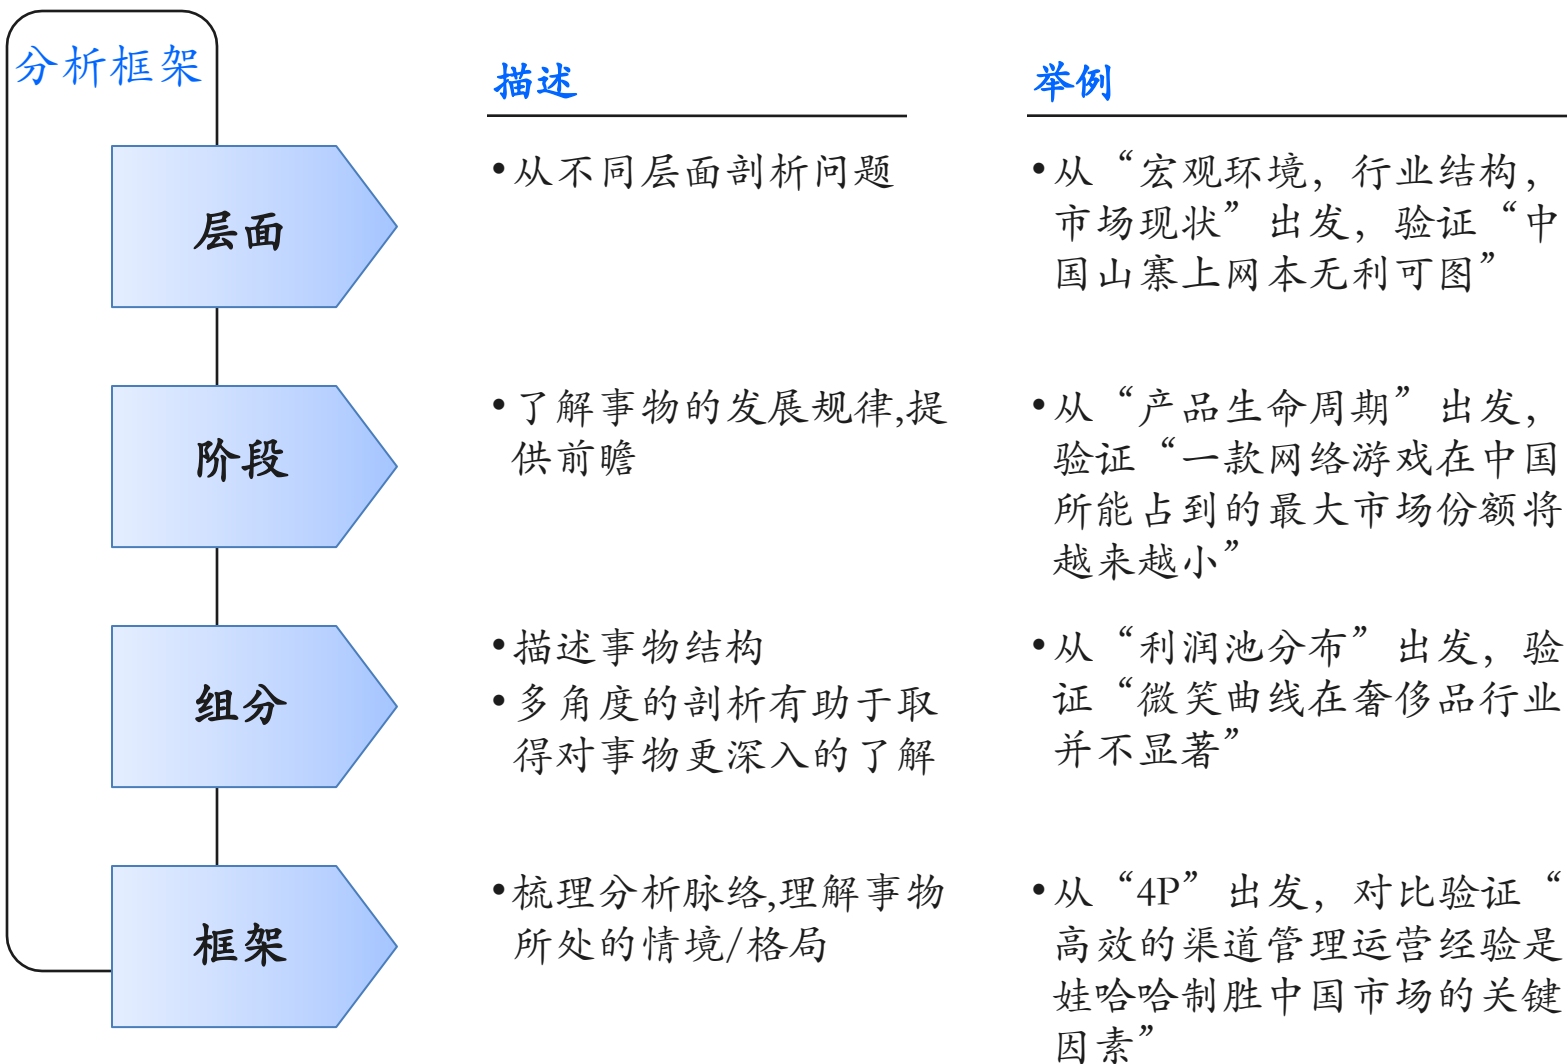 分析框架
描述
举例
层面
•从不同层面剖析问题
•从“宏观环境，行业结构，
市场现状”出发，验证“中
国山寨上网本无利可图”
阶段
•了解事物的发展规律,提
供前瞻
•从“产品生命周期”出发，
验证“一款网络游戏在中国
所能占到的最大市场份额将
越来越小”
组分
•描述事物结构
•多角度的剖析有助于取
得对事物更深入的了解
•从“利润池分布”出发，验
证“微笑曲线在奢侈品行业
并不显著”
框架
•梳理分析脉络,理解事物
所处的情境/格局
•从“4P”出发，对比验证“
高效的渠道管理运营经验是
娃哈哈制胜中国市场的关键
因素”